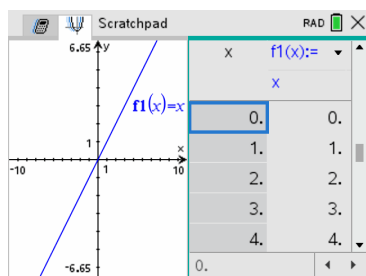 Scratchpad RAD
6.65 y
f1(x)=x
1
x
-10 1 10
-6.65
x f1(x):=
x
0. 0.
1. 1.
2. 2.
3. 3.
4. 4.
0.